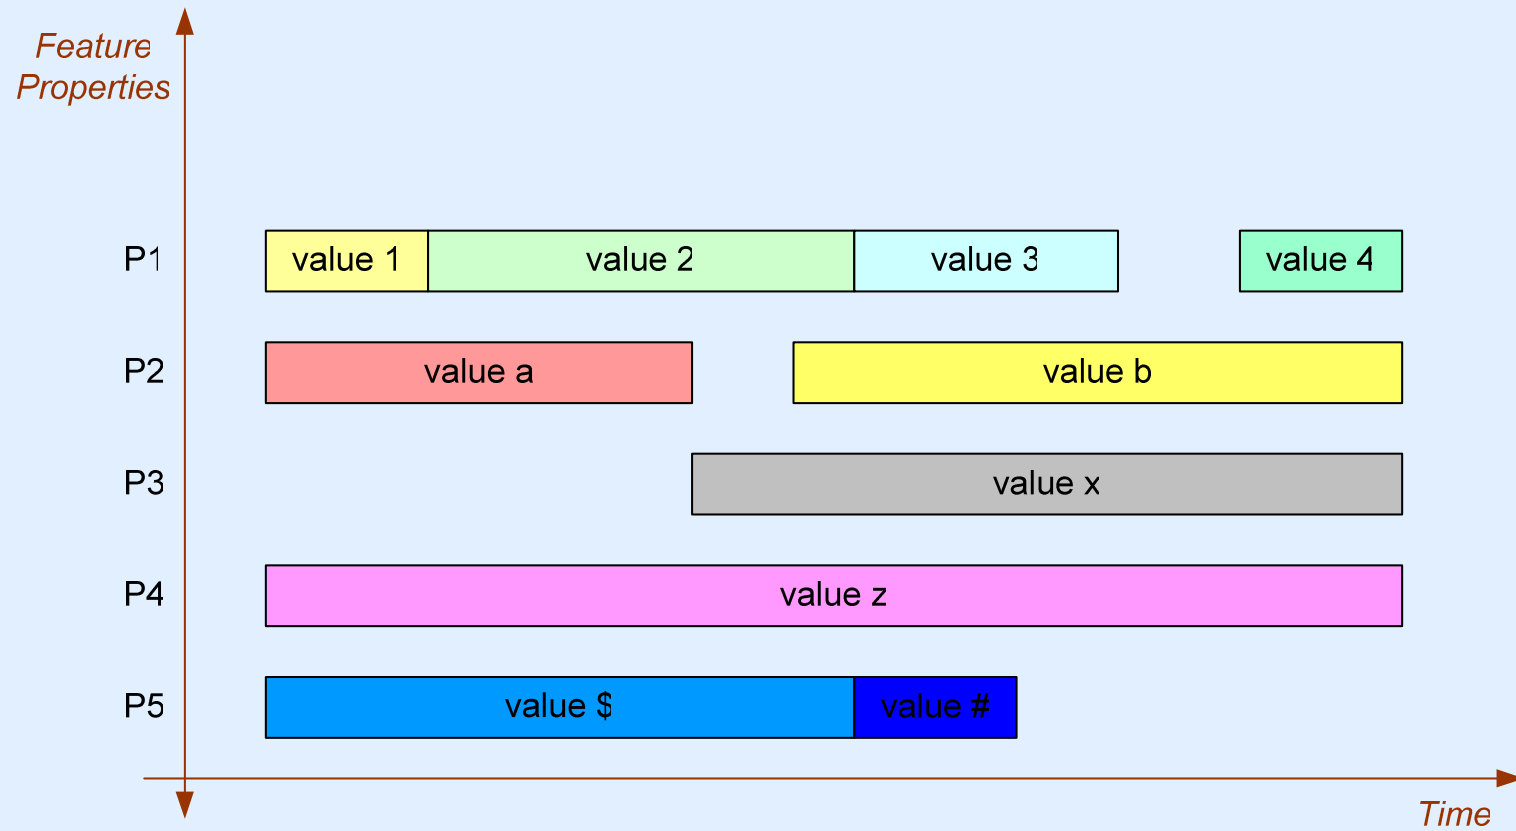 Feature
Properties
P1 value 1 value 2 value 3 value 4
P2 value a value b
P3 value x
P4 value z
P5 value $ value #
Time